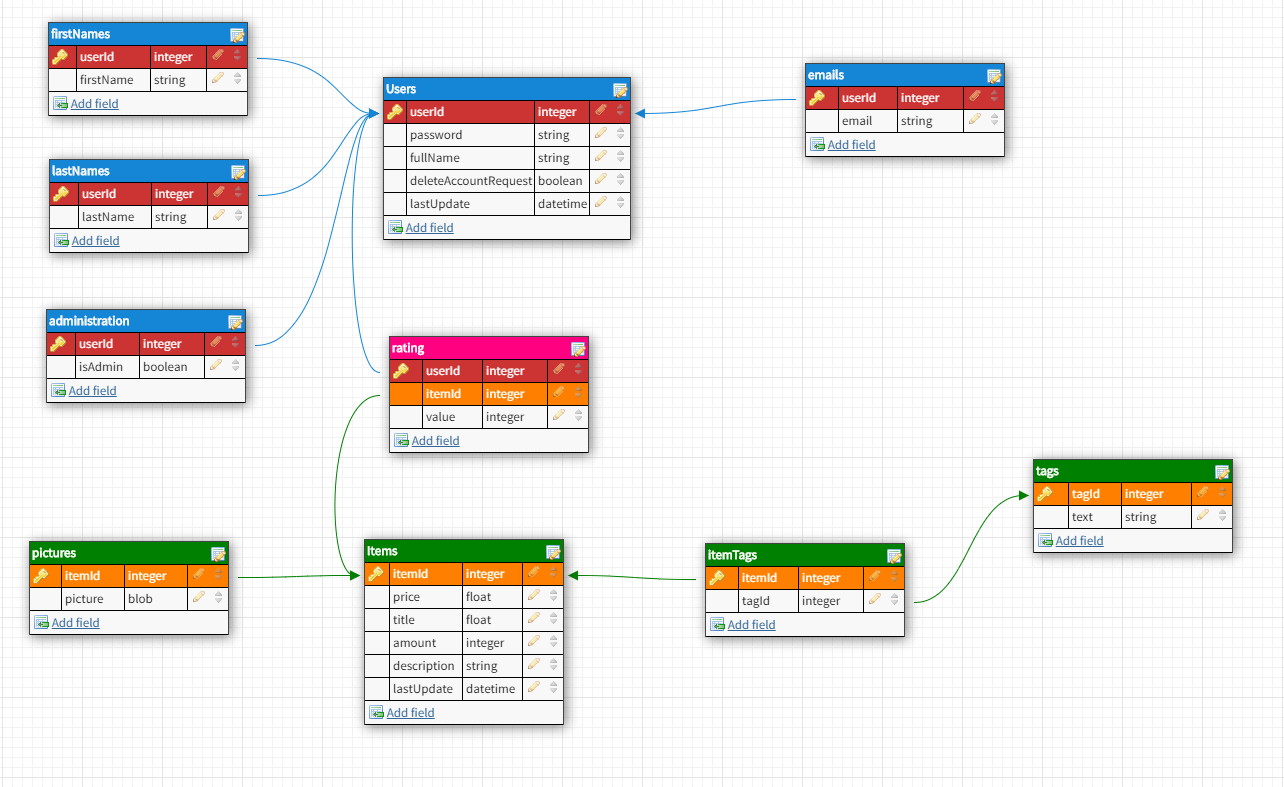 firstNames
userId integer
firstName string
Add field
Users
userId integer
password string
fullName string
deleteAccountRequest boolean
lastUpdate datetime
Add field
emails
userId integer
email string
Add field
lastNames
userId integer
lastName string
Add field
administration
userId integer
isAdmin boolean
Add field
rating
userId integer
itemId integer
value integer
Add field
tags
tagId integer
text string
Add field
pictures
itemId integer
picture blob
Add field
Items
itemId integer
price float
title float
amount integer
description string
lastUpdate datetime
Add field
itemTags
itemId integer
tagId integer
Add field